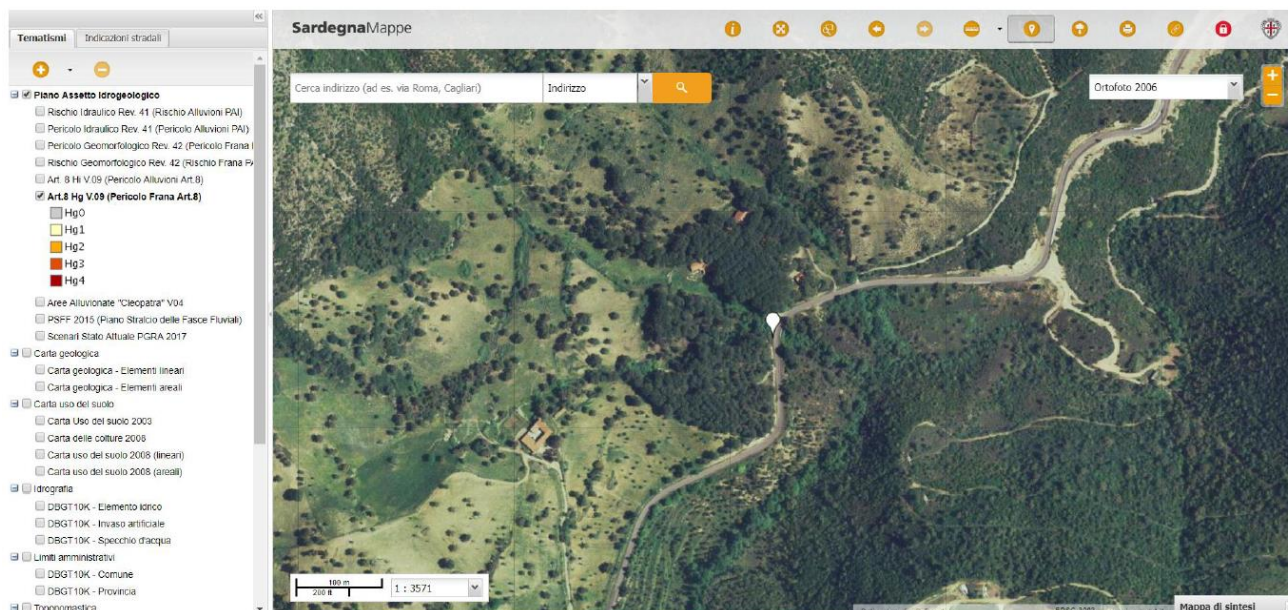 Tematismi
Indicazioni stradali
Piano Assetto Idrogeologico
Rischio Idraulico Rev. 41 (Rischio Alluvioni PAI)
Pericolo Idraulico Rev. 41 (Pericolo Alluvioni PAI)
Pericolo Geomorfologico Rev. 42 (Pericolo Frana
Rischio Geomorfologico Rev. 42 (Rischio Frana PA
Art. 8 Hi V.09 (Pericolo Alluvioni Art.8)
Art.8 Hg V.09 (Pericolo Frana Art.8)
Hg0
Hg1
Hg2
Hg3
Hg4
Aree Alluvionate "Cleopatra" V04
PSFF 2015 (Piano Stralcio delle Fasce Fluviali)
Scenari Stato Attuale PGRA 2017
Carta geologica
Carta geologica - Elementi lineari
Carta geologica - Elementi areali
Carta uso del suolo
Carta Uso del suolo 2003
Carta delle colture 2008
Carta uso del suolo 2008 (lineari)
Carta uso del suolo 2008 (areali)
Idrografia
DBGT10K - Elemento idrico
DBGT10K - Invaso artificiale
DBGT10K - Specchio d'acqua
Limiti amministrativi
DBGT10K - Comune
DBGT10K - Provincia
Toponomastica
SardegnaMappe
Cerca indirizzo (ad es. via Roma, Cagliari)
Indirizzo
Ortofoto 2006
100 m
200 ft
1 : 3571
Mappa di sintesi